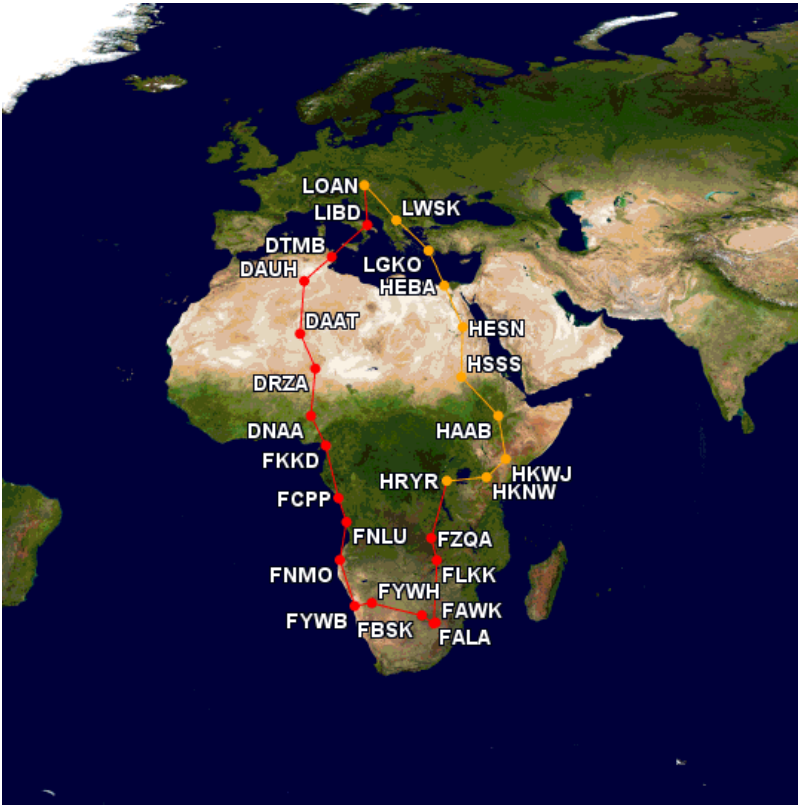 LOAN
LWSK
LIBD
DTMB
LGKO
DAUH
HEBA
DAAT
HESN
HSSS
DRZA
DNAA
HAAB
FKKD
HKWJ
HRYR
HKNW
FCPP
FNLU
FZQA
FNMO
FLKK
FYWH
FAWK
FYWB
FBSK
FALA